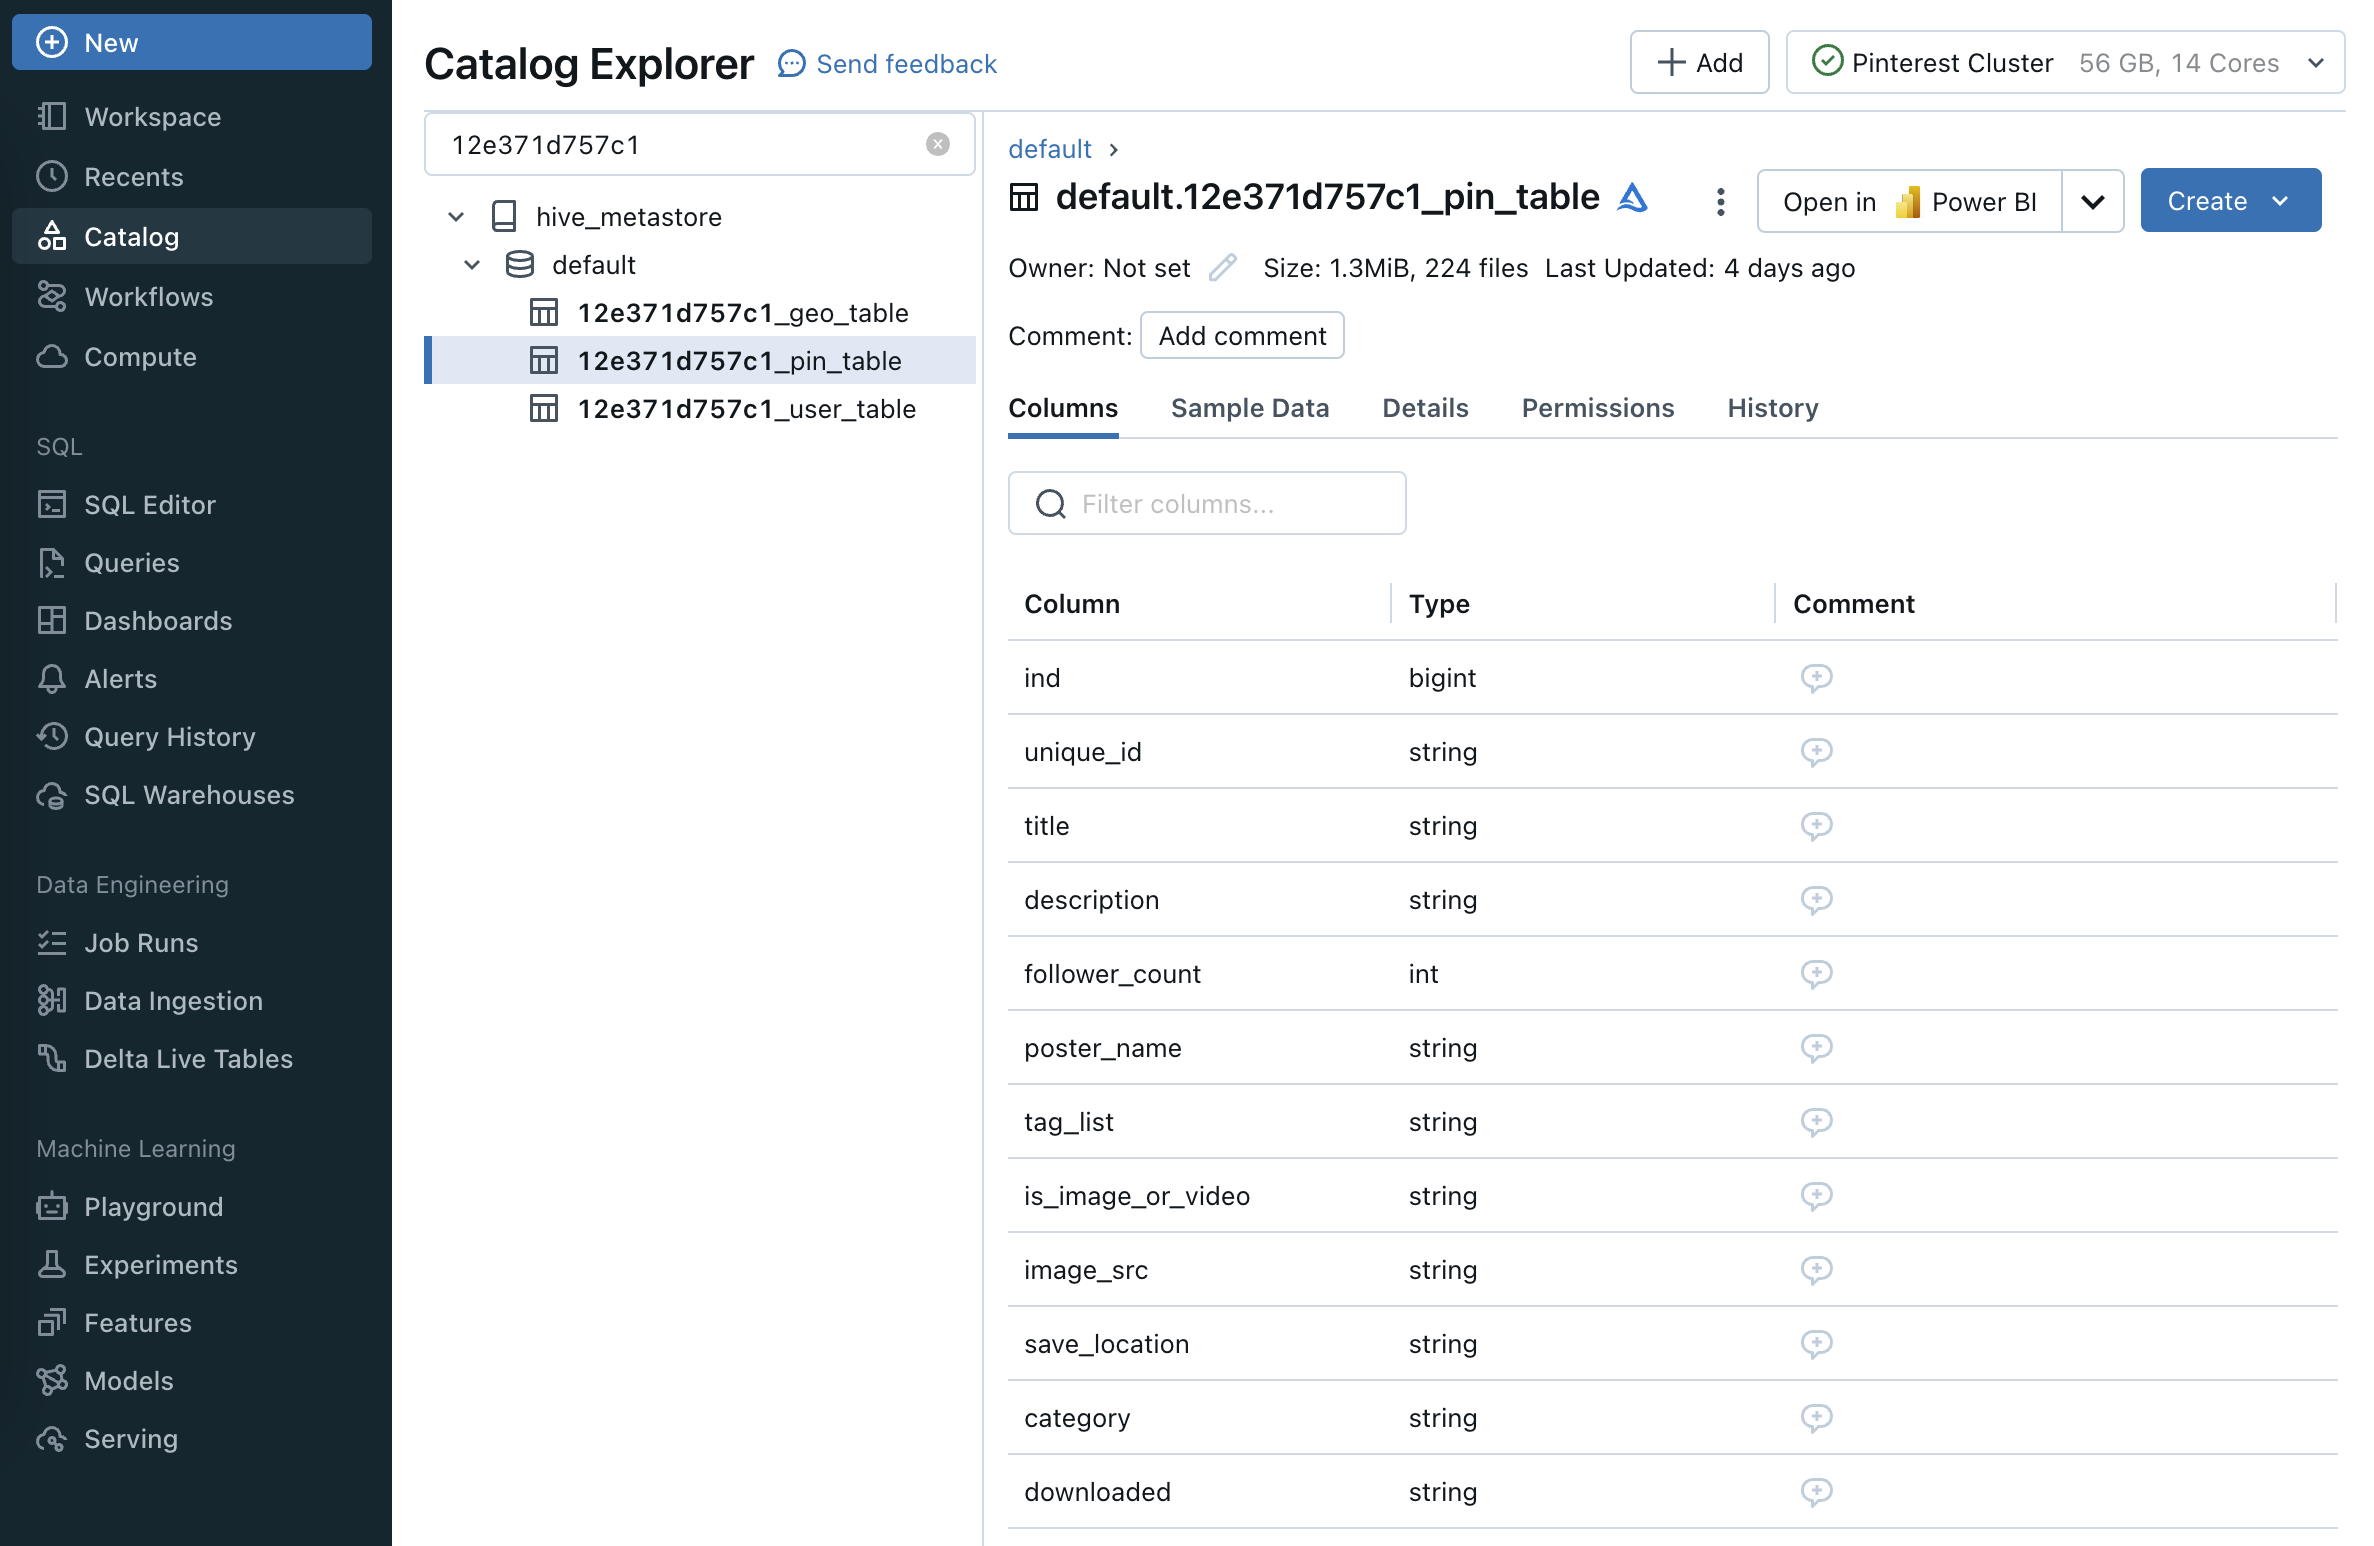 New
Workspace
Recents
Catalog
Workflows
Compute
SQL
SQL Editor
Queries
Dashboards
Alerts
Query History
SQL Warehouses
Data Engineering
Job Runs
Data Ingestion
Delta Live Tables
Machine Learning
Playground
Experiments
Features
Models
Serving
Catalog Explorer Send feedback
Add Pinterest Cluster 56 GB, 14 Cores
12e371d757c1
hive_metastore
default
12e371d757c1_geo_table
12e371d757c1_pin_table
12e371d757c1_user_table
default
default.12e371d757c1_pin_table
Open in Power BI Create
Owner: Not set Size: 1.3MiB, 224 files Last Updated: 4 days ago
Comment: Add comment
Columns Sample Data Details Permissions History
Filter columns...
Column Type Comment
ind bigint
unique_id string
title string
description string
follower_count int
poster_name string
tag_list string
is_image_or_video string
image_src string
save_location string
category string
downloaded string